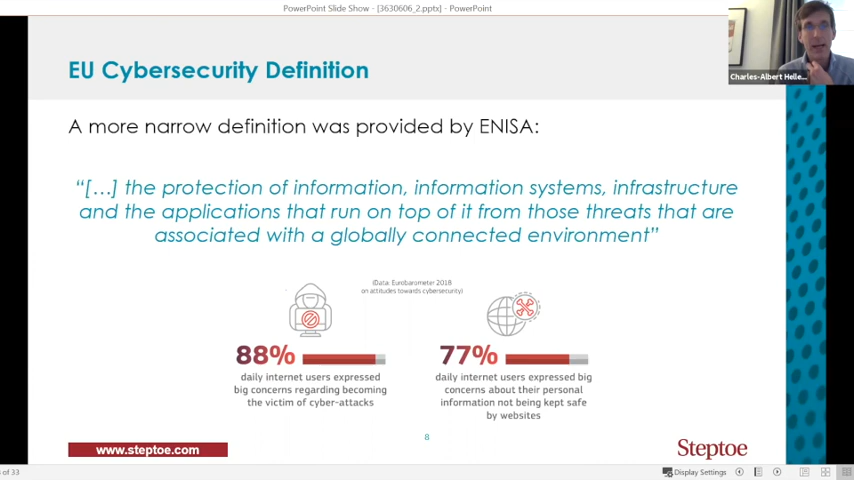 PowerPoint Slide Show - [3630606_2.pptx] - PowerPoint
EU Cybersecurity Definition
Charles-Albert Helle...
A more narrow definition was provided by ENISA:
“[…] the protection of information, information systems, infrastructure
and the applications that run on top of it from those threats that are
associated with a globally connected environment”
(Data: Eurobarometer 2018
on attitudes towards cybersecurity)
88%
daily internet users expressed
big concerns regarding becoming
the victim of cyber-attacks
77%
daily internet users expressed big
concerns about their personal
information not being kept safe
by websites
8
www.steptoe.com
Steptoe
of 33
Display Settings